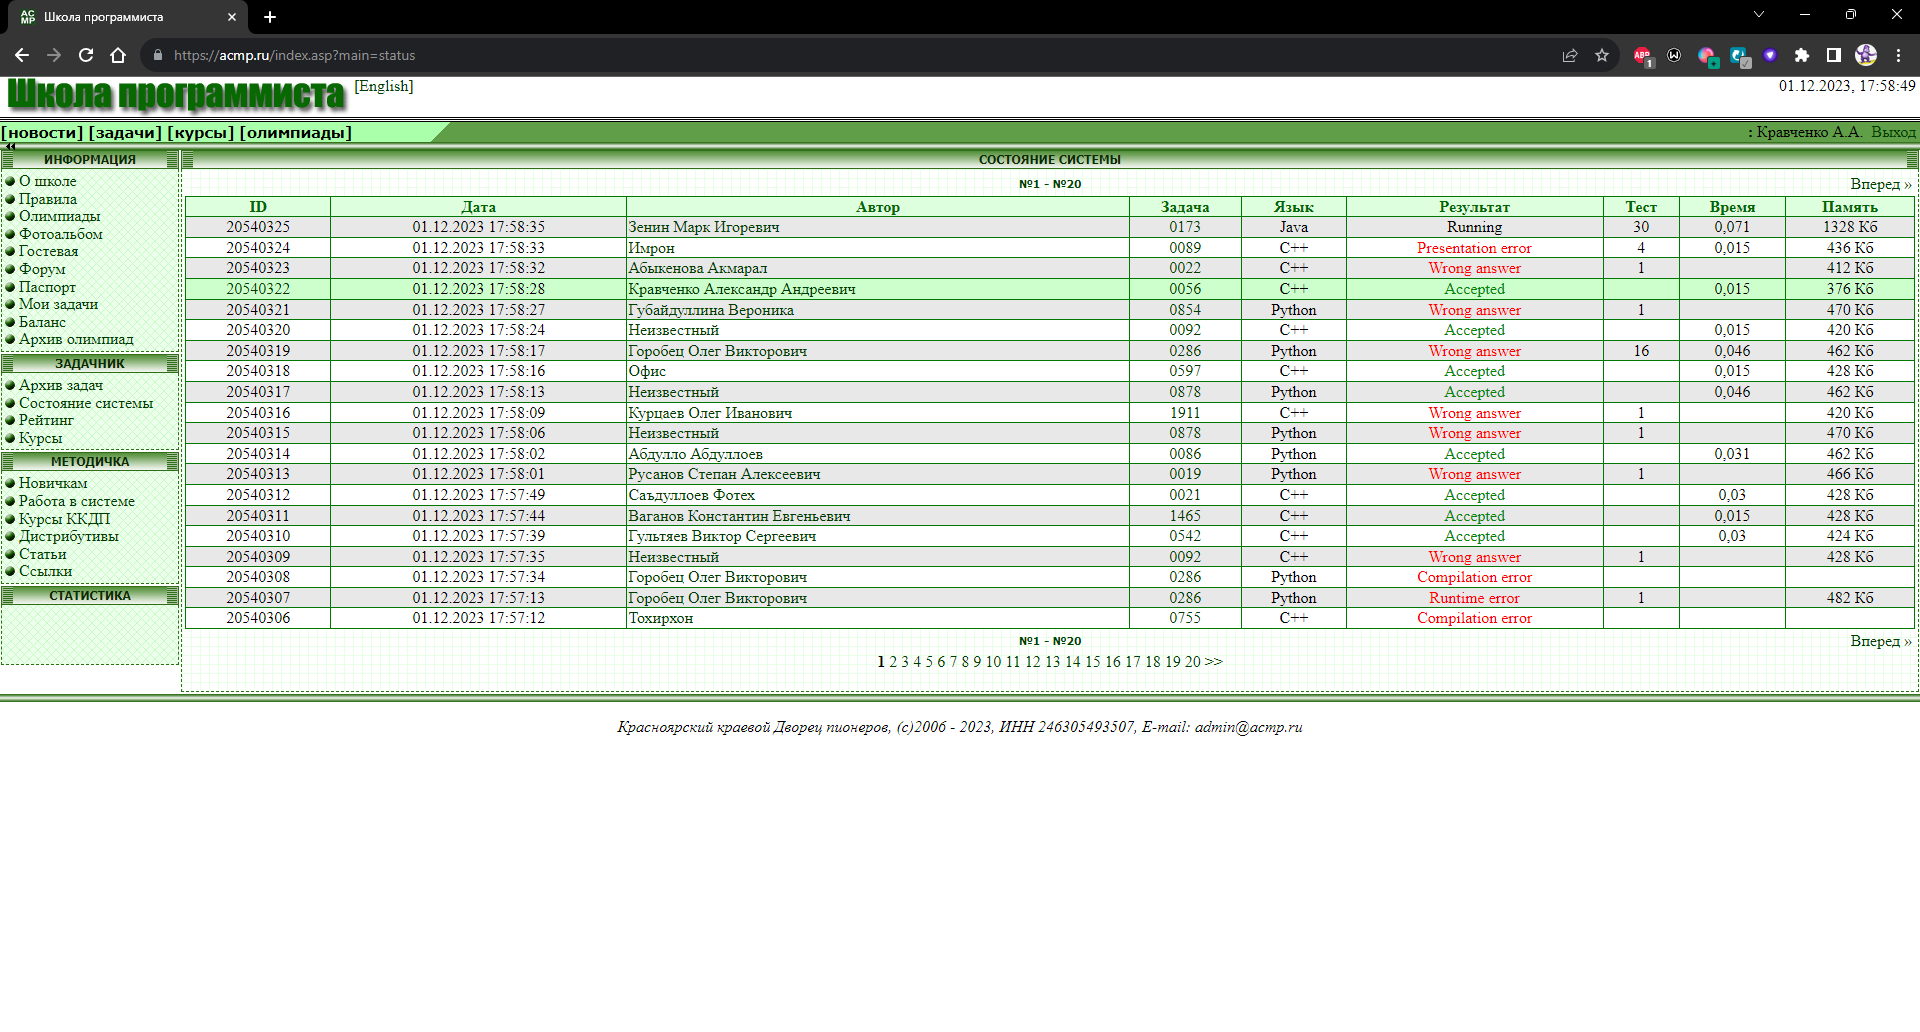 Школа программиста
https://acmp.ru/index.asp?main=status
Школа программиста [English] 01.12.2023, 17:58:49
[новости] [задачи] [курсы] [олимпиады] : Кравченко А.А. Выход
ИНФОРМАЦИЯ
О школе
Правила
Олимпиады
Фотоальбом
Гостевая
Форум
Паспорт
Мои задачи
Баланс
Архив олимпиад
ЗАДАЧНИК
Архив задач
Состояние системы
Рейтинг
Курсы
МЕТОДИЧКА
Новичкам
Работа в системе
Курсы ККДП
Дистрибутивы
Статьи
Ссылки
СТАТИСТИКА
СОСТОЯНИЕ СИСТЕМЫ
№1 - №20 Вперед »
ID Дата Автор Задача Язык Результат Тест Время Память
20540325 01.12.2023 17:58:35 Зенин Марк Игоревич 0173 Java Running 30 0,071 1328 Кб
20540324 01.12.2023 17:58:33 Имрон 0089 C++ Presentation error 4 0,015 436 Кб
20540323 01.12.2023 17:58:32 Абыкенова Акмарал 0022 C++ Wrong answer 1 412 Кб
20540322 01.12.2023 17:58:28 Кравченко Александр Андреевич 0056 C++ Accepted 0,015 376 Кб
20540321 01.12.2023 17:58:27 Губайдуллина Вероника 0854 Python Wrong answer 1 470 Кб
20540320 01.12.2023 17:58:24 Неизвестный 0092 C++ Accepted 0,015 420 Кб
20540319 01.12.2023 17:58:17 Горобец Олег Викторович 0286 Python Wrong answer 16 0,046 462 Кб
20540318 01.12.2023 17:58:16 Офис 0597 C++ Accepted 0,015 428 Кб
20540317 01.12.2023 17:58:13 Неизвестный 0878 Python Accepted 0,046 462 Кб
20540316 01.12.2023 17:58:09 Курцаев Олег Иванович 1911 C++ Wrong answer 1 420 Кб
20540315 01.12.2023 17:58:06 Неизвестный 0878 Python Wrong answer 1 470 Кб
20540314 01.12.2023 17:58:02 Абдулло Абдуллоев 0086 Python Accepted 0,031 462 Кб
20540313 01.12.2023 17:58:01 Русанов Степан Алексеевич 0019 Python Wrong answer 1 466 Кб
20540312 01.12.2023 17:57:49 Саъдуллоев Фотех 0021 C++ Accepted 0,03 428 Кб
20540311 01.12.2023 17:57:44 Ваганов Константин Евгеньевич 1465 C++ Accepted 0,015 428 Кб
20540310 01.12.2023 17:57:39 Гультяев Виктор Сергеевич 0542 C++ Accepted 0,03 424 Кб
20540309 01.12.2023 17:57:35 Неизвестный 0092 C++ Wrong answer 1 428 Кб
20540308 01.12.2023 17:57:34 Горобец Олег Викторович 0286 Python Compilation error
20540307 01.12.2023 17:57:13 Горобец Олег Викторович 0286 Python Runtime error 1 482 Кб
20540306 01.12.2023 17:57:12 Тохирхон 0755 C++ Compilation error
№1 - №20 Вперед »
1 2 3 4 5 6 7 8 9 10 11 12 13 14 15 16 17 18 19 20 >>
Красноярский краевой Дворец пионеров, (c)2006 - 2023, ИНН 246305493507, E-mail: admin@acmp.ru